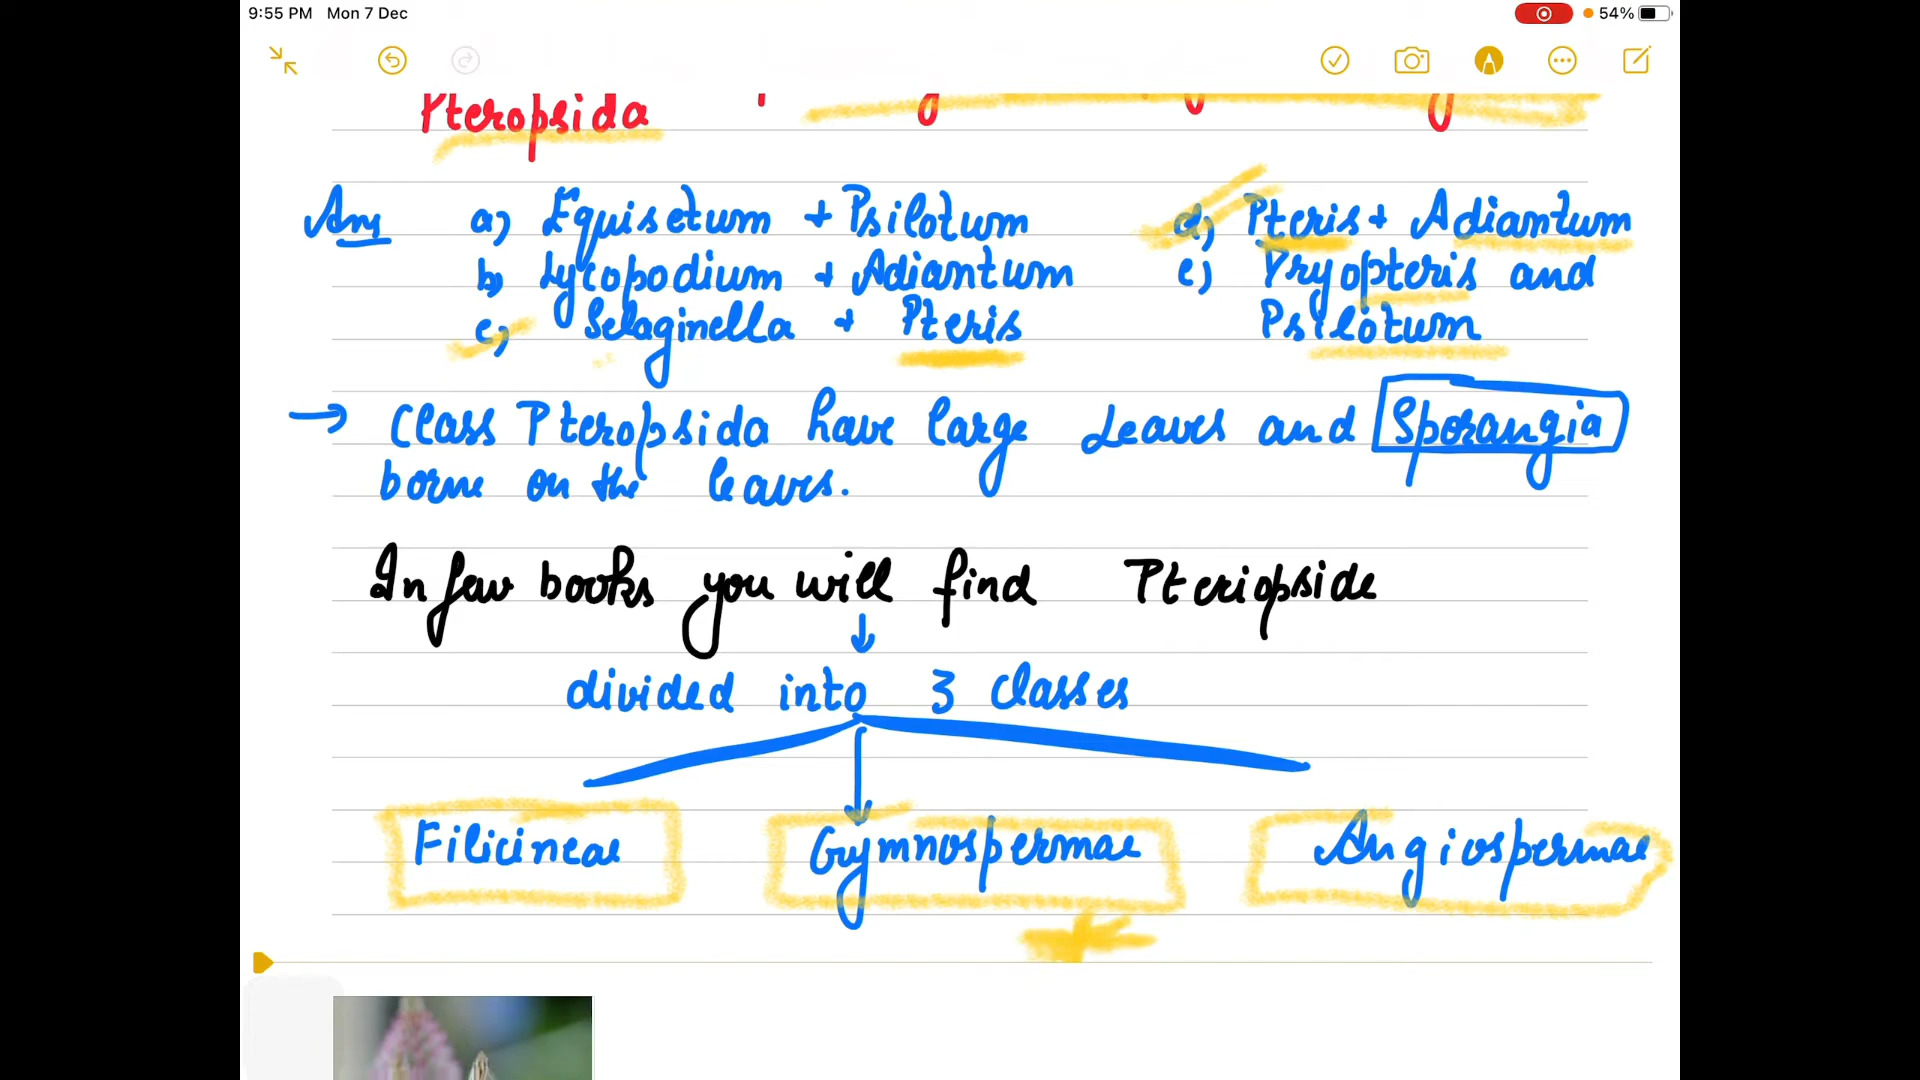 9:55 PM Mon 7 Dec
54%
Pteropsida
Ans a) Equisetum + Psilotum
b) Lycopodium + Adiantum
c) Selaginella + Pteris
d) Pteris + Adiantum
e) Dryopteris and
Psilotum
→ Class Pteropsida have large Leaves and Sporangia
borne on the leaves.
In few books you will find Pteriopside
↓
divided into 3 classes
Filicineae Gymnospermae Angiospermae